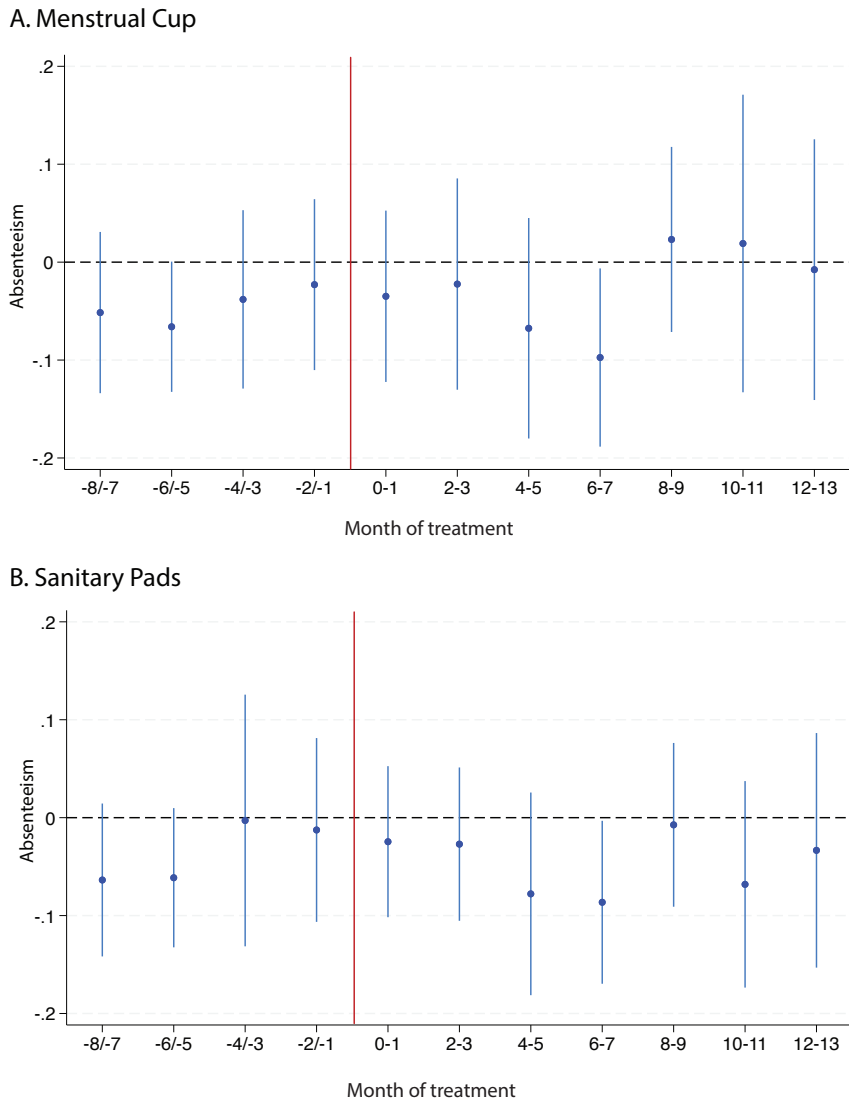 A. Menstrual Cup
.2
.1
0
-.1
-.2
Absenteeism
-8/-7 -6/-5 -4/-3 -2/-1 0-1 2-3 4-5 6-7 8-9 10-11 12-13
Month of treatment
B. Sanitary Pads
.2
.1
0
-.1
-.2
Absenteeism
-8/-7 -6/-5 -4/-3 -2/-1 0-1 2-3 4-5 6-7 8-9 10-11 12-13
Month of treatment